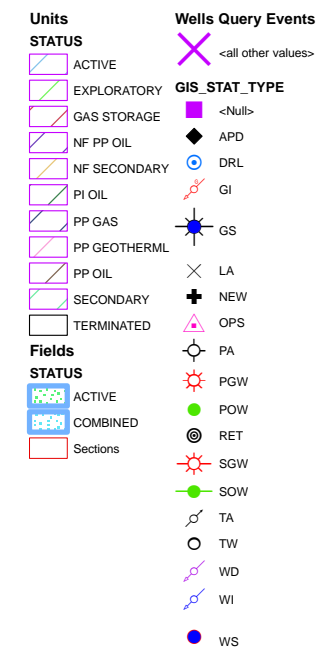 Units
STATUS
ACTIVE
EXPLORATORY
GAS STORAGE
NF PP OIL
NF SECONDARY
PI OIL
PP GAS
PP GEOTHERML
PP OIL
SECONDARY
TERMINATED
Fields
STATUS
ACTIVE
COMBINED
Sections
Wells Query Events
<all other values>
GIS_STAT_TYPE
<Null>
APD
DRL
GI
GS
LA
NEW
OPS
PA
PGW
POW
RET
SGW
SOW
TA
TW
WD
WI
WS